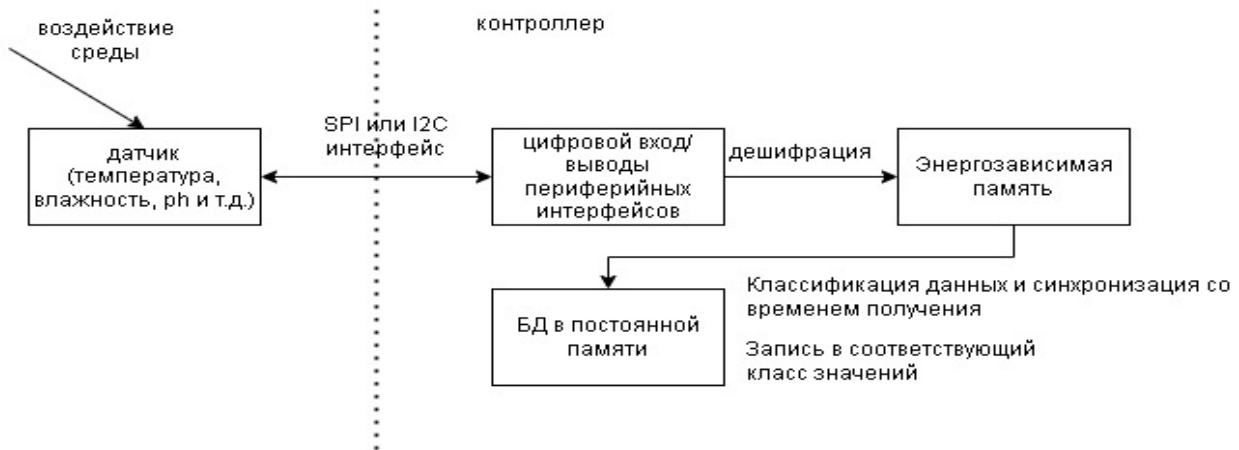 воздействие
среды
контроллер
SPI или I2C
интерфейс
датчик
(температура,
влажность, ph и т.д.)
цифровой вход/
выводы
периферийных
интерфейсов
дешифрация
Энергозависимая
память
БД в постоянной
памяти
Классификация данных и синхронизация со
временем получения
Запись в соответствующий
класс значений